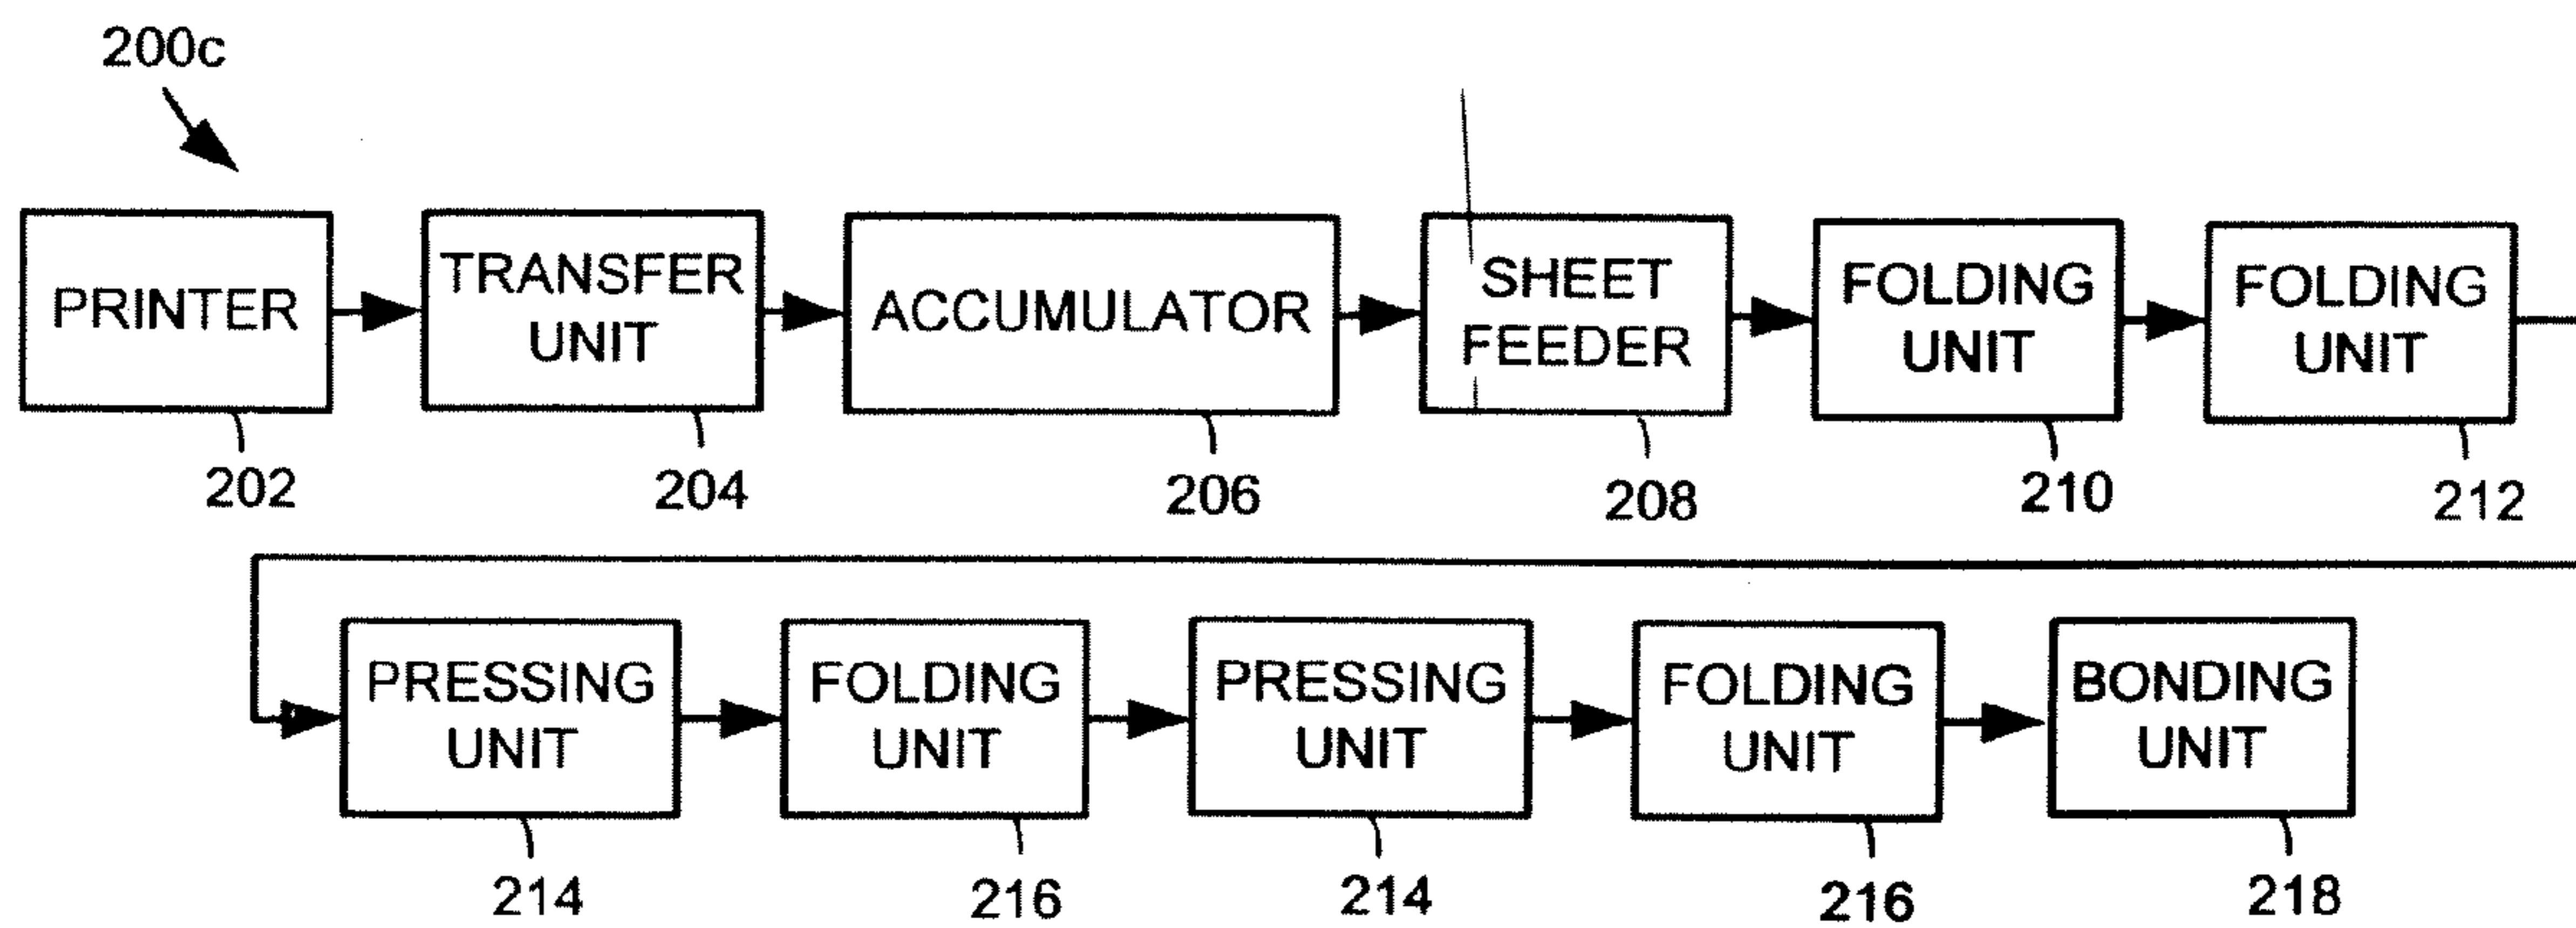 200c
PRINTER
TRANSFER
UNIT
ACCUMULATOR
SHEET
FEEDER
FOLDING
UNIT
FOLDING
UNIT
202
204
206
208
210
212
PRESSING
UNIT
FOLDING
UNIT
PRESSING
UNIT
FOLDING
UNIT
BONDING
UNIT
214
216
214
216
218